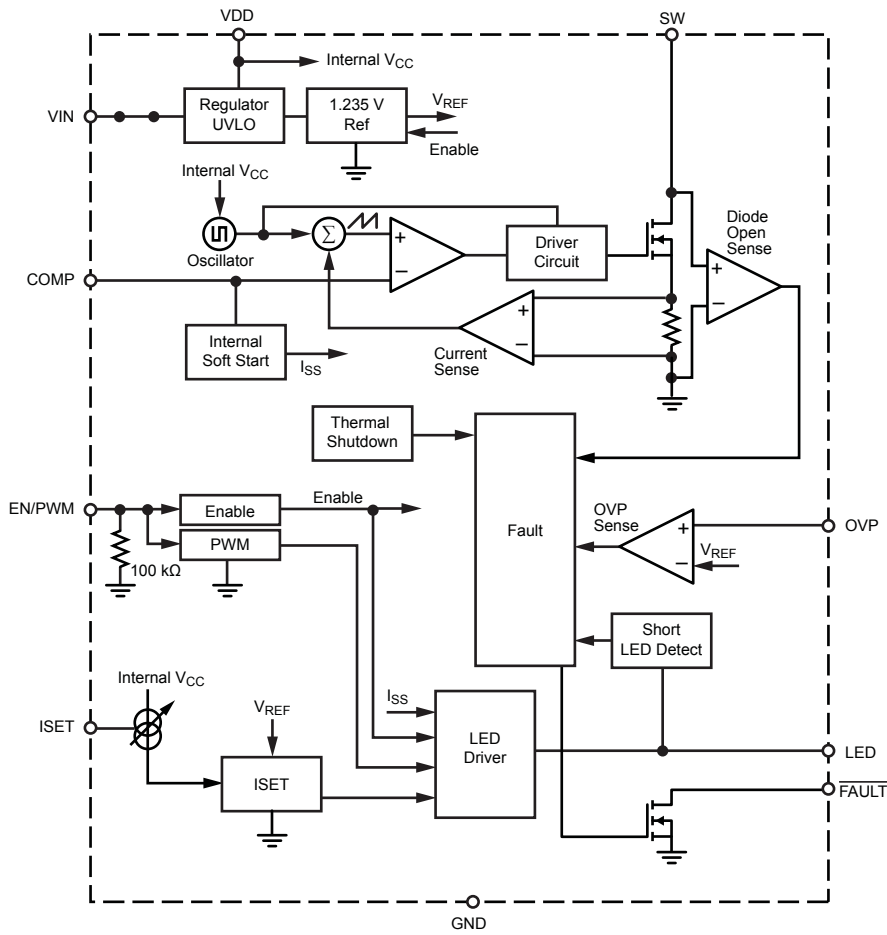 VDD
SW
Internal VCC
VIN
Regulator
UVLO
1.235 V
Ref
VREF
Enable
Internal VCC
Oscillator
Σ
+
−
Driver
Circuit
Diode
Open
Sense
+
−
COMP
Internal
Soft Start
ISS
Current
Sense
+
−
Thermal
Shutdown
Fault
EN/PWM
Enable
Enable
PWM
100 kΩ
OVP
Sense
+
−
VREF
OVP
Short
LED Detect
Internal VCC
ISET
VREF
ISET
ISS
LED
Driver
LED
FAULT
GND